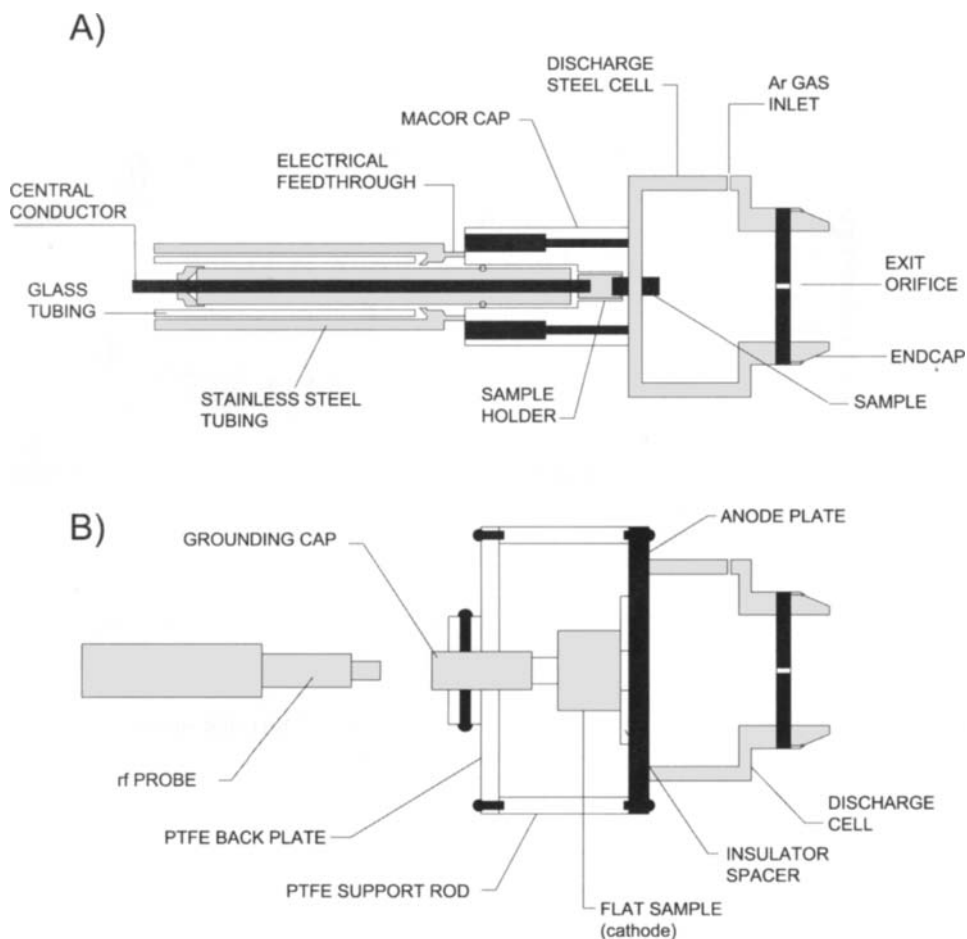 A)
DISCHARGE
STEEL CELL
Ar GAS
INLET
MACOR CAP
ELECTRICAL
FEEDTHROUGH
CENTRAL
CONDUCTOR
GLASS
TUBING
EXIT
ORIFICE
ENDCAP
STAINLESS STEEL
TUBING
SAMPLE
HOLDER
SAMPLE
B)
ANODE PLATE
GROUNDING CAP
rf PROBE
PTFE BACK PLATE
DISCHARGE
CELL
INSULATOR
SPACER
PTFE SUPPORT ROD
FLAT SAMPLE
(cathode)